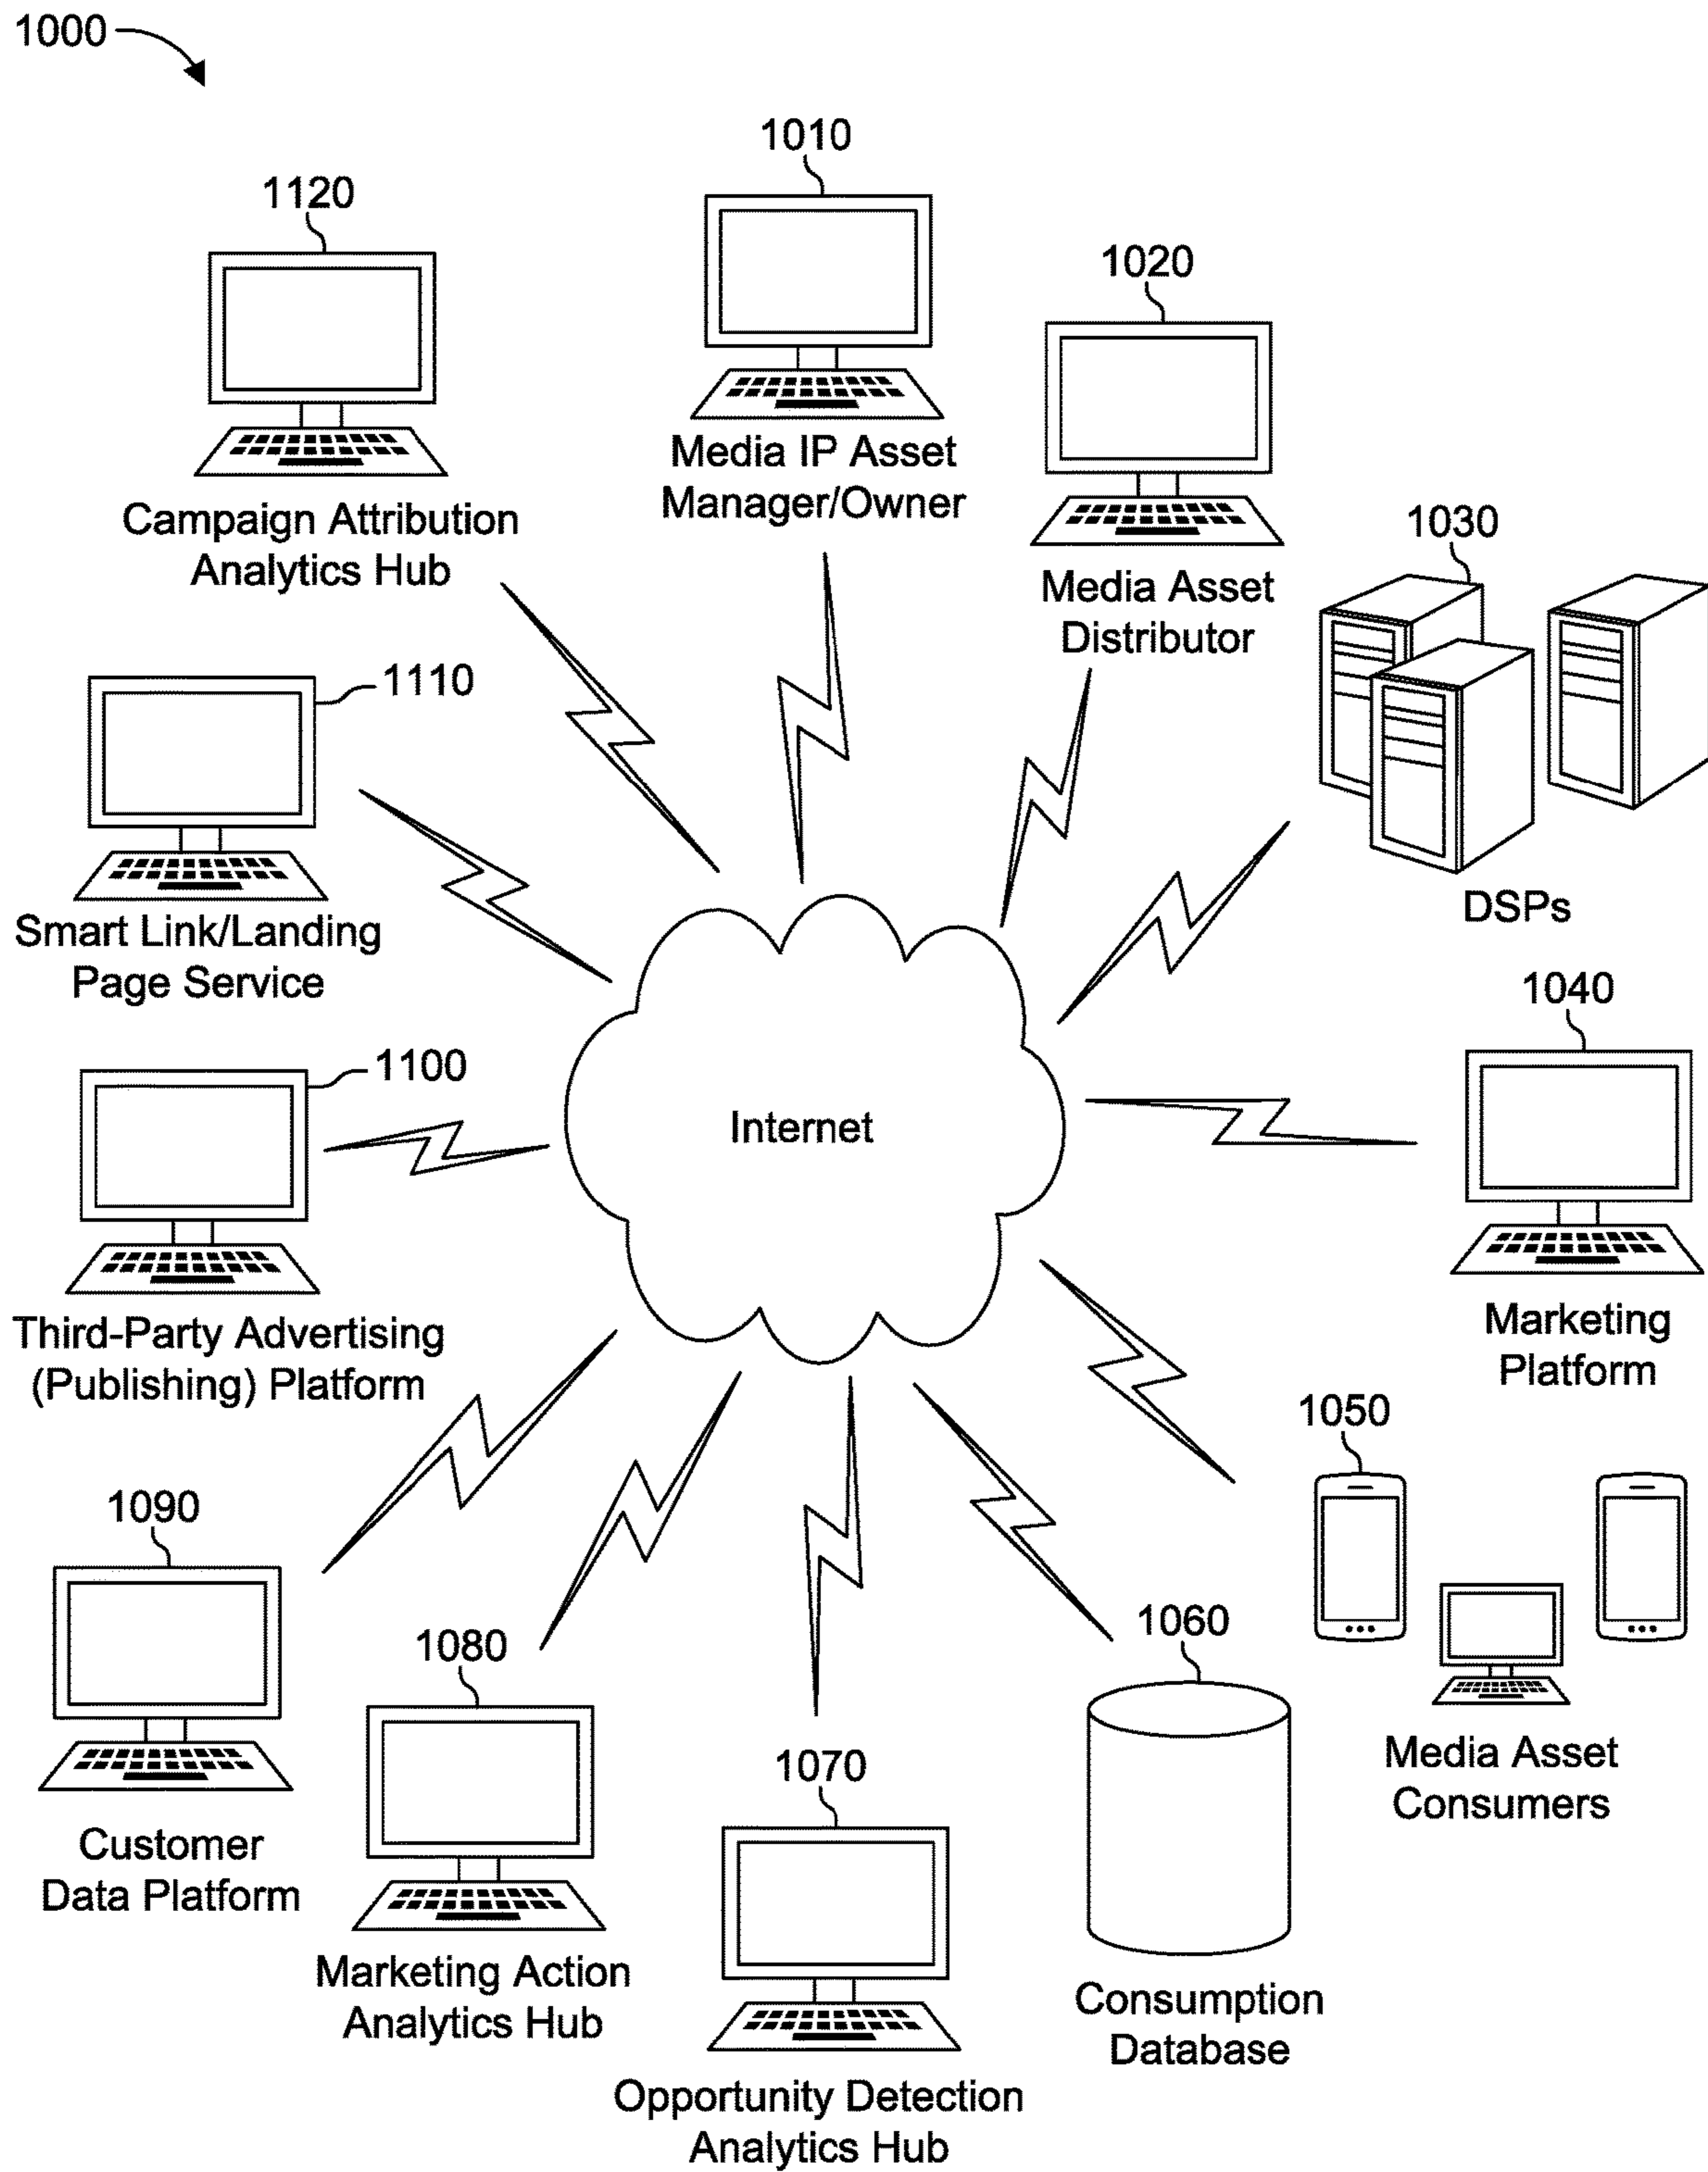 1000
1010
Media IP Asset
Manager/Owner
1020
Media Asset
Distributor
1030
DSPs
1040
Marketing
Platform
1050
Media Asset
Consumers
1060
Consumption
Database
1070
Opportunity Detection
Analytics Hub
1080
Marketing Action
Analytics Hub
1090
Customer
Data Platform
1100
Third-Party Advertising
(Publishing) Platform
1110
Smart Link/Landing
Page Service
1120
Campaign Attribution
Analytics Hub
Internet